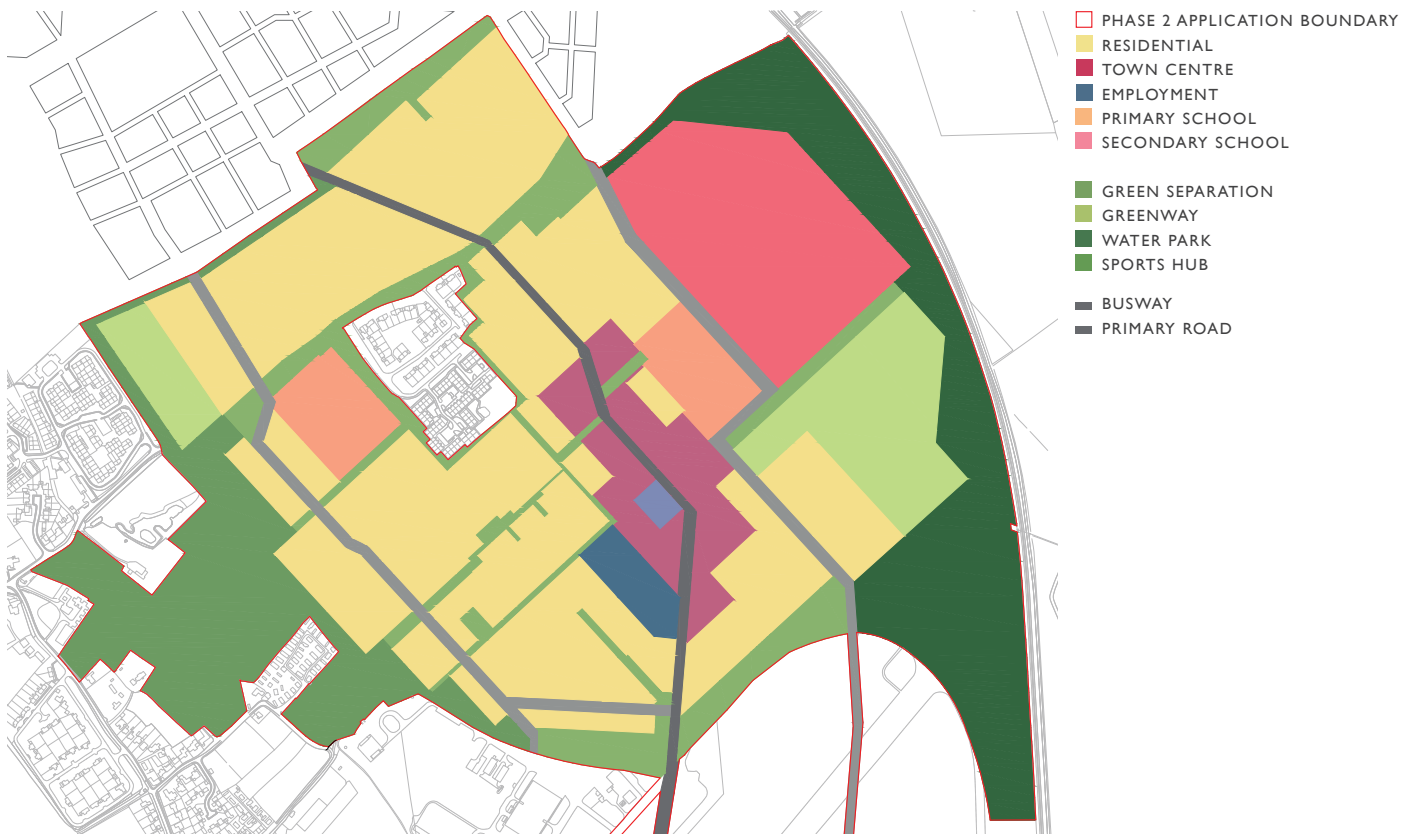 PHASE 2 APPLICATION BOUNDARY
RESIDENTIAL
TOWN CENTRE
EMPLOYMENT
PRIMARY SCHOOL
SECONDARY SCHOOL
GREEN SEPARATION
GREENWAY
WATER PARK
SPORTS HUB
BUSWAY
PRIMARY ROAD